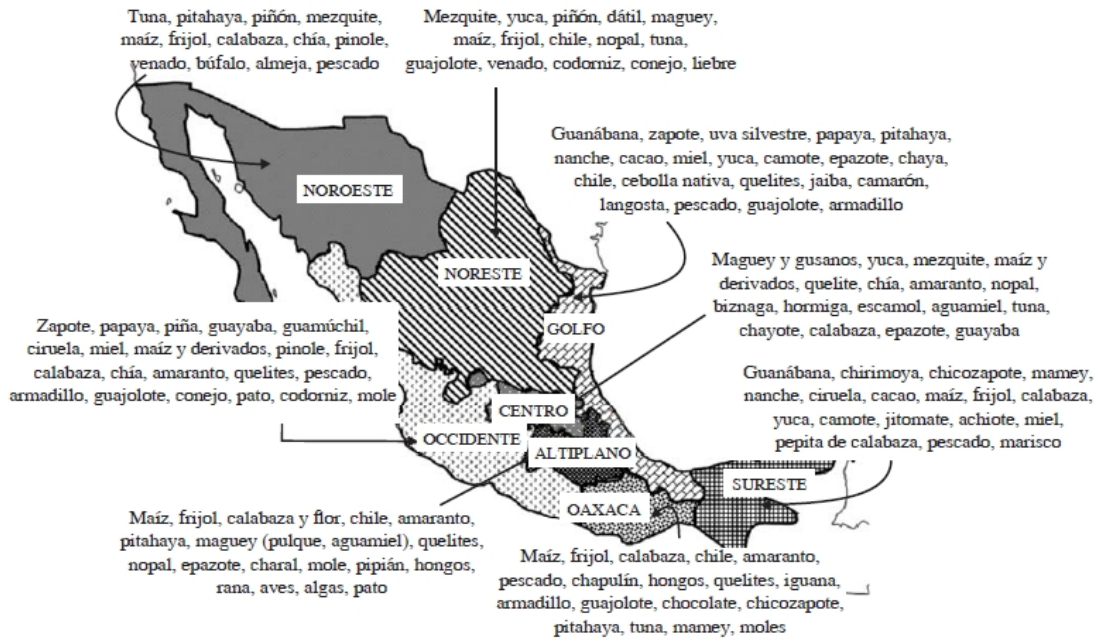 Tuna, pitahaya, piñón, mezquite,
maíz, frijol, calabaza, chía, pinole,
venado, búfalo, almeja, pescado
Mezquite, yuca, piñón, dátil, maguey,
maíz, frijol, chile, nopal, tuna,
guajolote, venado, codorniz, conejo, liebre
Guanábana, zapote, uva silvestre, papaya, pitahaya,
nanche, cacao, miel, yuca, camote, epazote, chaya,
chile, cebolla nativa, quelites, jaiba, camarón,
langosta, pescado, guajolote, armadillo
NOROESTE
NORESTE
Maguey y gusanos, yuca, mezquite, maíz y
derivados, quelite, chía, amaranto, nopal,
biznaga, hormiga, escamol, aguamiel, tuna,
chayote, calabaza, epazote, guayaba
Zapote, papaya, piña, guayaba, guamúchil,
ciruela, miel, maíz y derivados, pinole, frijol,
calabaza, chía, amaranto, quelites, pescado,
armadillo, guajolote, conejo, pato, codorniz, mole
GOLFO
Guanábana, chirimoya, chicozapote, mamey,
nanche, ciruela, cacao, maíz, frijol, calabaza,
yuca, camote, jitomate, achiote, miel,
pepita de calabaza, pescado, marisco
CENTRO
OCCIDENTE
ALTIPLANO
SURESTE
OAXACA
Maíz, frijol, calabaza y flor, chile, amaranto,
pitahaya, maguey (pulque, aguamiel), quelites,
nopal, epazote, charal, mole, pipián, hongos,
rana, aves, algas, pato
Maíz, frijol, calabaza, chile, amaranto,
pescado, chapulín, hongos, quelites, iguana,
armadillo, guajolote, chocolate, chicozapote,
pitahaya, tuna, mamey, moles